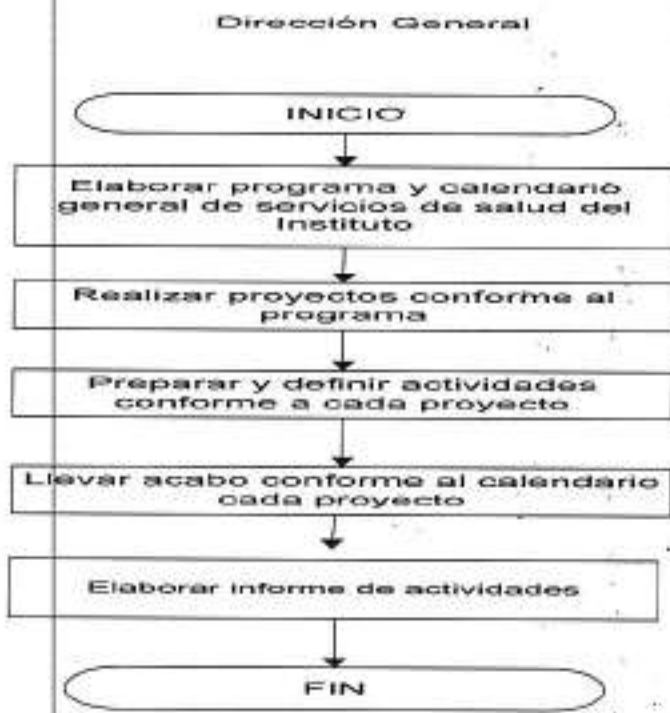 Dirección General
INICIO
Elaborar programa y calendario
general de servicios de salud del
Instituto
Realizar proyectos conforme al
programa
Preparar y definir actividades
conforme a cada proyecto
Llevar acabo conforme al calendario
cada proyecto
Elaborar informe de actividades
FIN